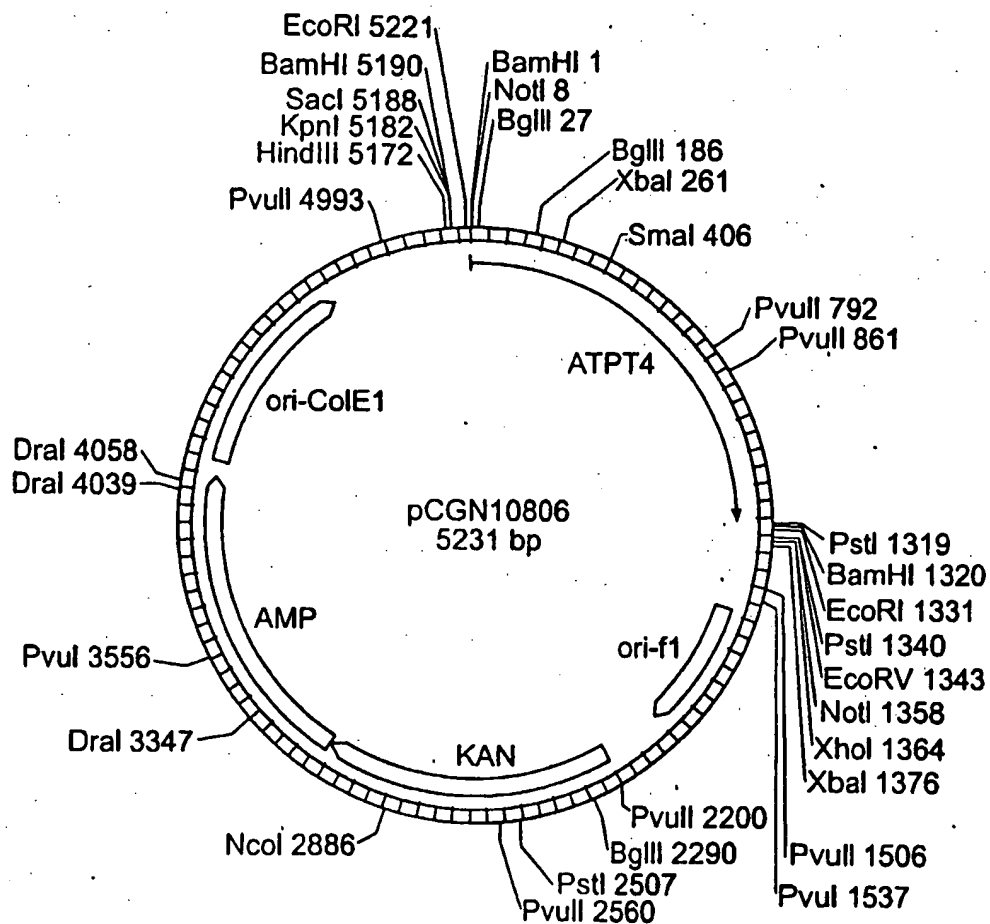 EcoRI 5221
BamHI 5190
SacI 5188
KpnI 5182
HindIII 5172
PvuII 4993
BamHI 1
NotI 8
BglII 27
BglII 186
XbaI 261
SmaI 406
PvuII 792
PvuII 861
ATPT4
ori-ColE1
DraI 4058
DraI 4039
pCGN10806
5231 bp
PstI 1319
BamHI 1320
EcoRI 1331
PstI 1340
EcoRV 1343
NotI 1358
XhoI 1364
XbaI 1376
AMP
ori-f1
PvuI 3556
DraI 3347
KAN
NcoI 2886
PvuII 2200
BglII 2290
PstI 2507
PvuII 2560
PvuII 1506
PvuI 1537